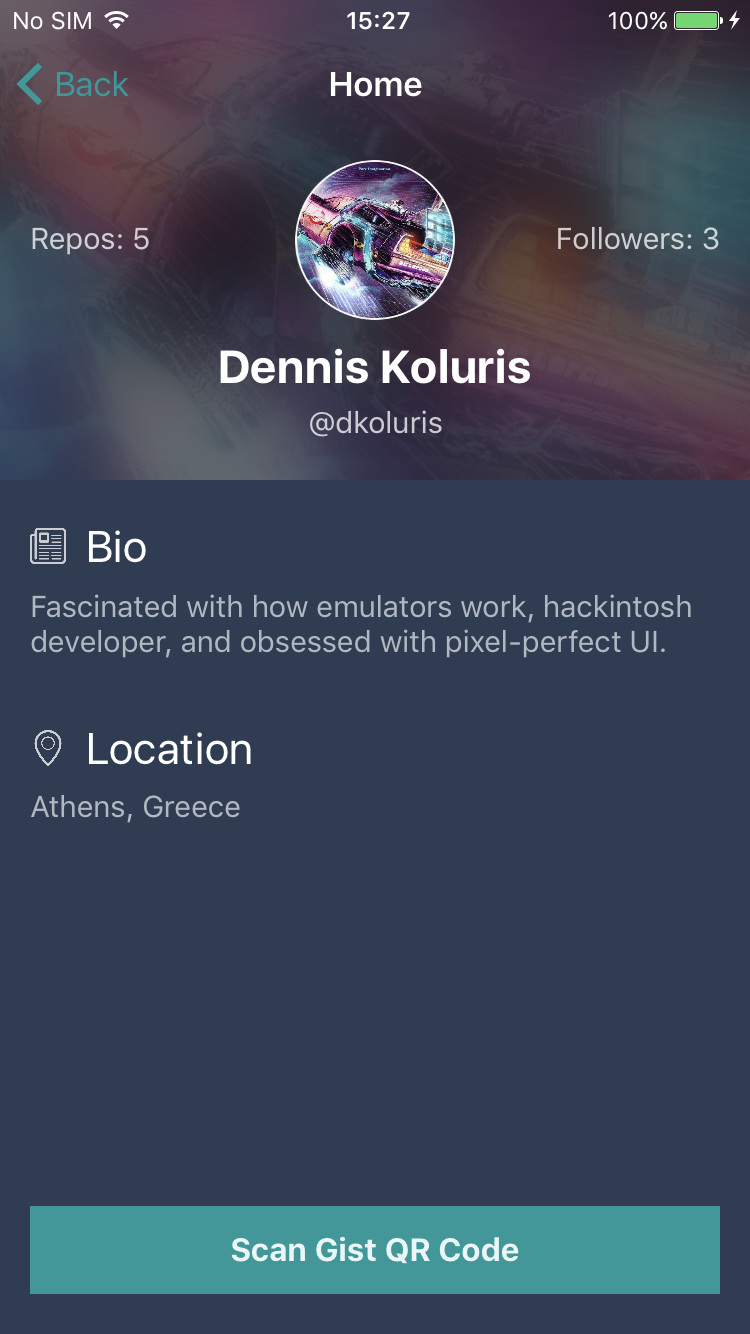 No SIM 15:27 100%
Back Home
Repos: 5 Followers: 3
Dennis Koluris
@dkoluris
Bio
Fascinated with how emulators work, hackintosh
developer, and obsessed with pixel-perfect UI.
Location
Athens, Greece
Scan Gist QR Code